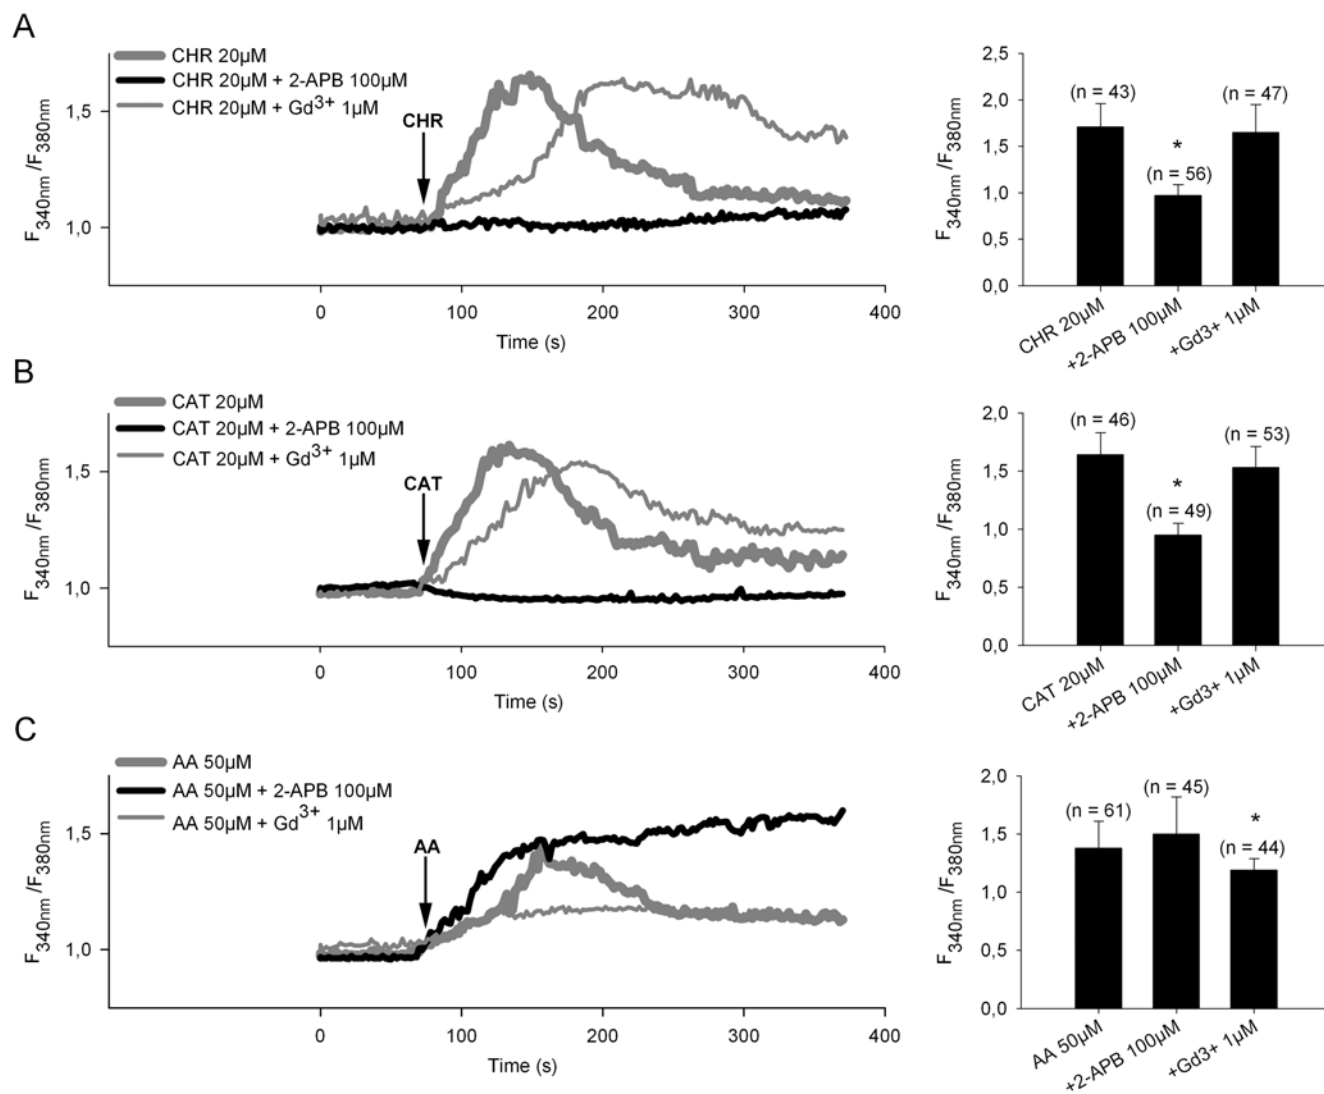 A
CHR 20µM
CHR 20µM + 2-APB 100µM
CHR 20µM + Gd3+ 1µM
CHR
1,5
1,0
F340nm /F380nm
0
100
200
300
400
Time (s)
2,5
2,0
1,5
1,0
0,5
0,0
F340nm /F380nm
(n = 43)
*
(n = 56)
(n = 47)
CHR 20µM
+2-APB 100µM
+Gd3+ 1µM
B
CAT 20µM
CAT 20µM + 2-APB 100µM
CAT 20µM + Gd3+ 1µM
CAT
1,5
1,0
F340nm /F380nm
0
100
200
300
400
Time (s)
2,0
1,5
1,0
0,5
0,0
F340nm /F380nm
(n = 46)
*
(n = 49)
(n = 53)
CAT 20µM
+2-APB 100µM
+Gd3+ 1µM
C
AA 50µM
AA 50µM + 2-APB 100µM
AA 50µM + Gd3+ 1µM
AA
1,5
1,0
F340nm /F380nm
0
100
200
300
400
Time (s)
2,0
1,5
1,0
0,5
0,0
F340nm /F380nm
(n = 61)
(n = 45)
*
(n = 44)
AA 50µM
+2-APB 100µM
+Gd3+ 1µM